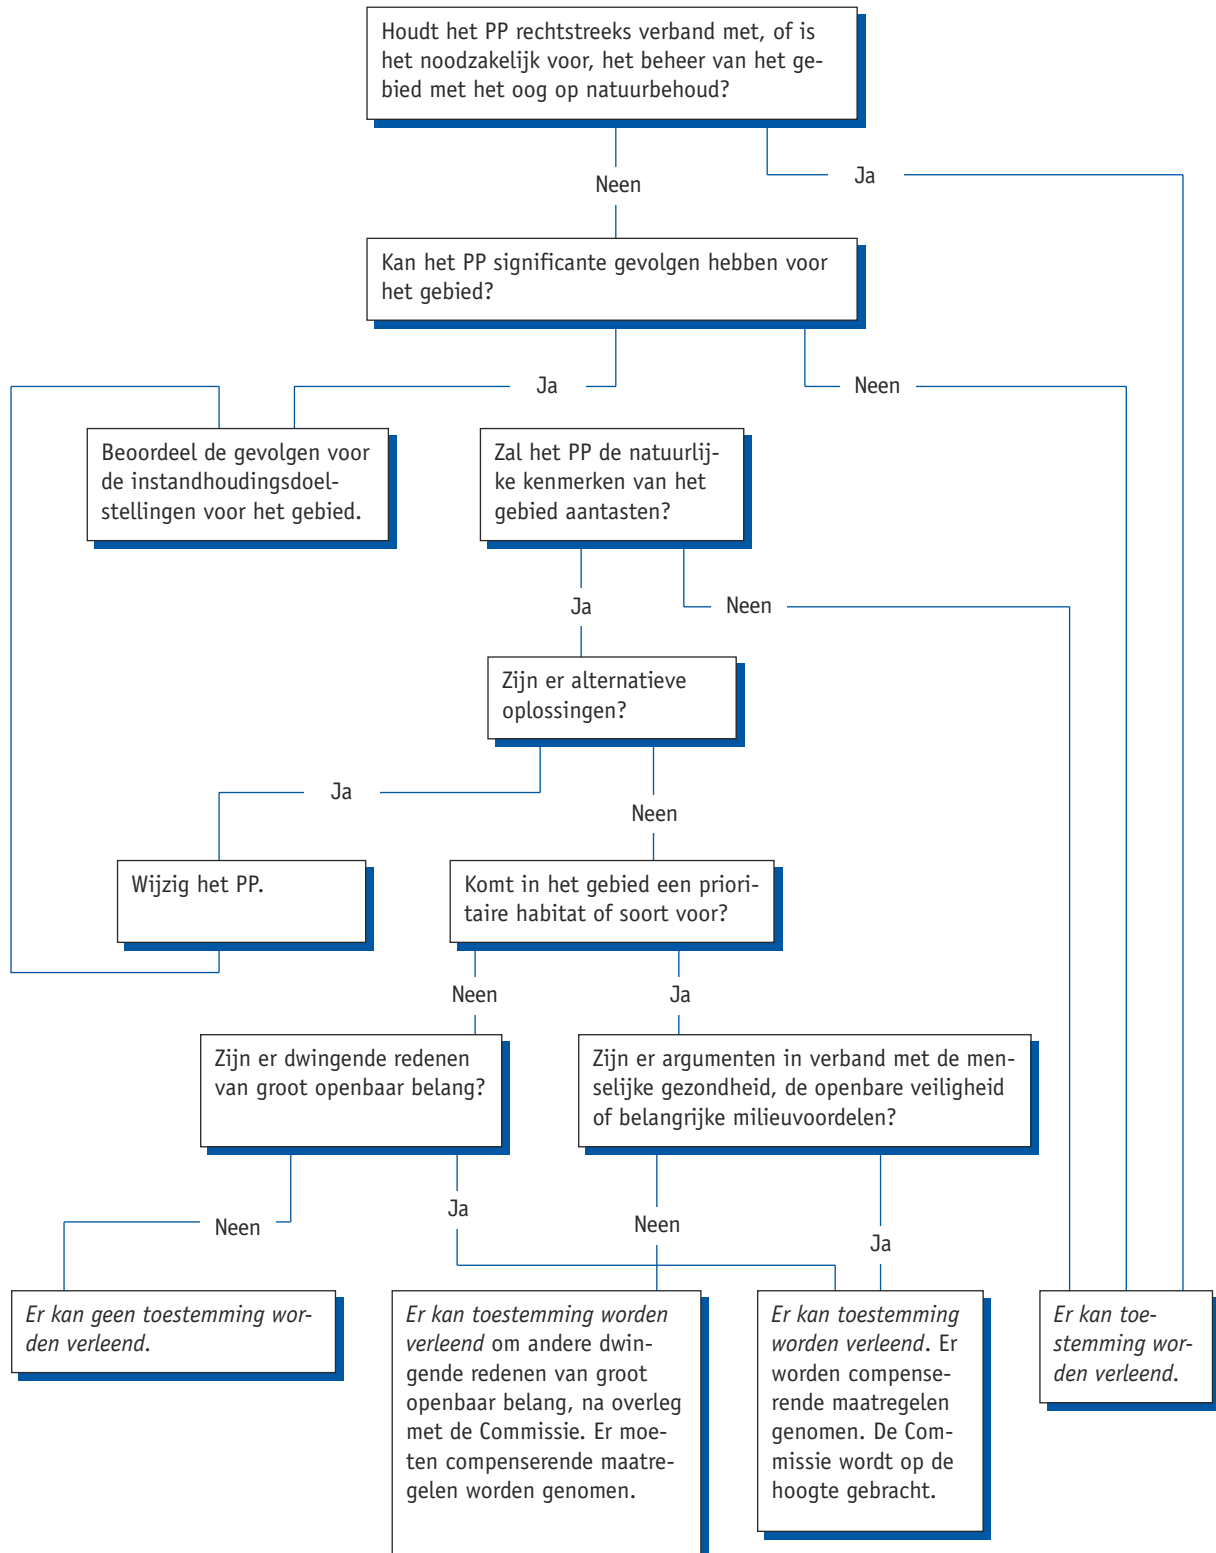 Houdt het PP rechtstreeks verband met, of is
het noodzakelijk voor, het beheer van het ge-
bied met het oog op natuurbehoud?
Neen
Ja
Kan het PP significante gevolgen hebben voor
het gebied?
Ja
Neen
Beoordeel de gevolgen voor
de instandhoudingsdoel-
stellingen voor het gebied.
Zal het PP de natuurlij-
ke kenmerken van het
gebied aantasten?
Ja
Neen
Zijn er alternatieve
oplossingen?
Ja
Neen
Wijzig het PP.
Komt in het gebied een priori-
taire habitat of soort voor?
Neen
Ja
Zijn er dwingende redenen
van groot openbaar belang?
Zijn er argumenten in verband met de men-
selijke gezondheid, de openbare veiligheid
of belangrijke milieuvoordelen?
Neen
Ja
Neen
Ja
Er kan geen toestemming wor-
den verleend.
Er kan toestemming worden
verleend om andere dwin-
gende redenen van groot
openbaar belang, na overleg
met de Commissie. Er moe-
ten compenserende maatre-
gelen worden genomen.
Er kan toestemming
worden verleend. Er
worden compense-
rende maatregelen
genomen. De Com-
missie wordt op de
hoogte gebracht.
Er kan toe-
stemming wor-
den verleend.